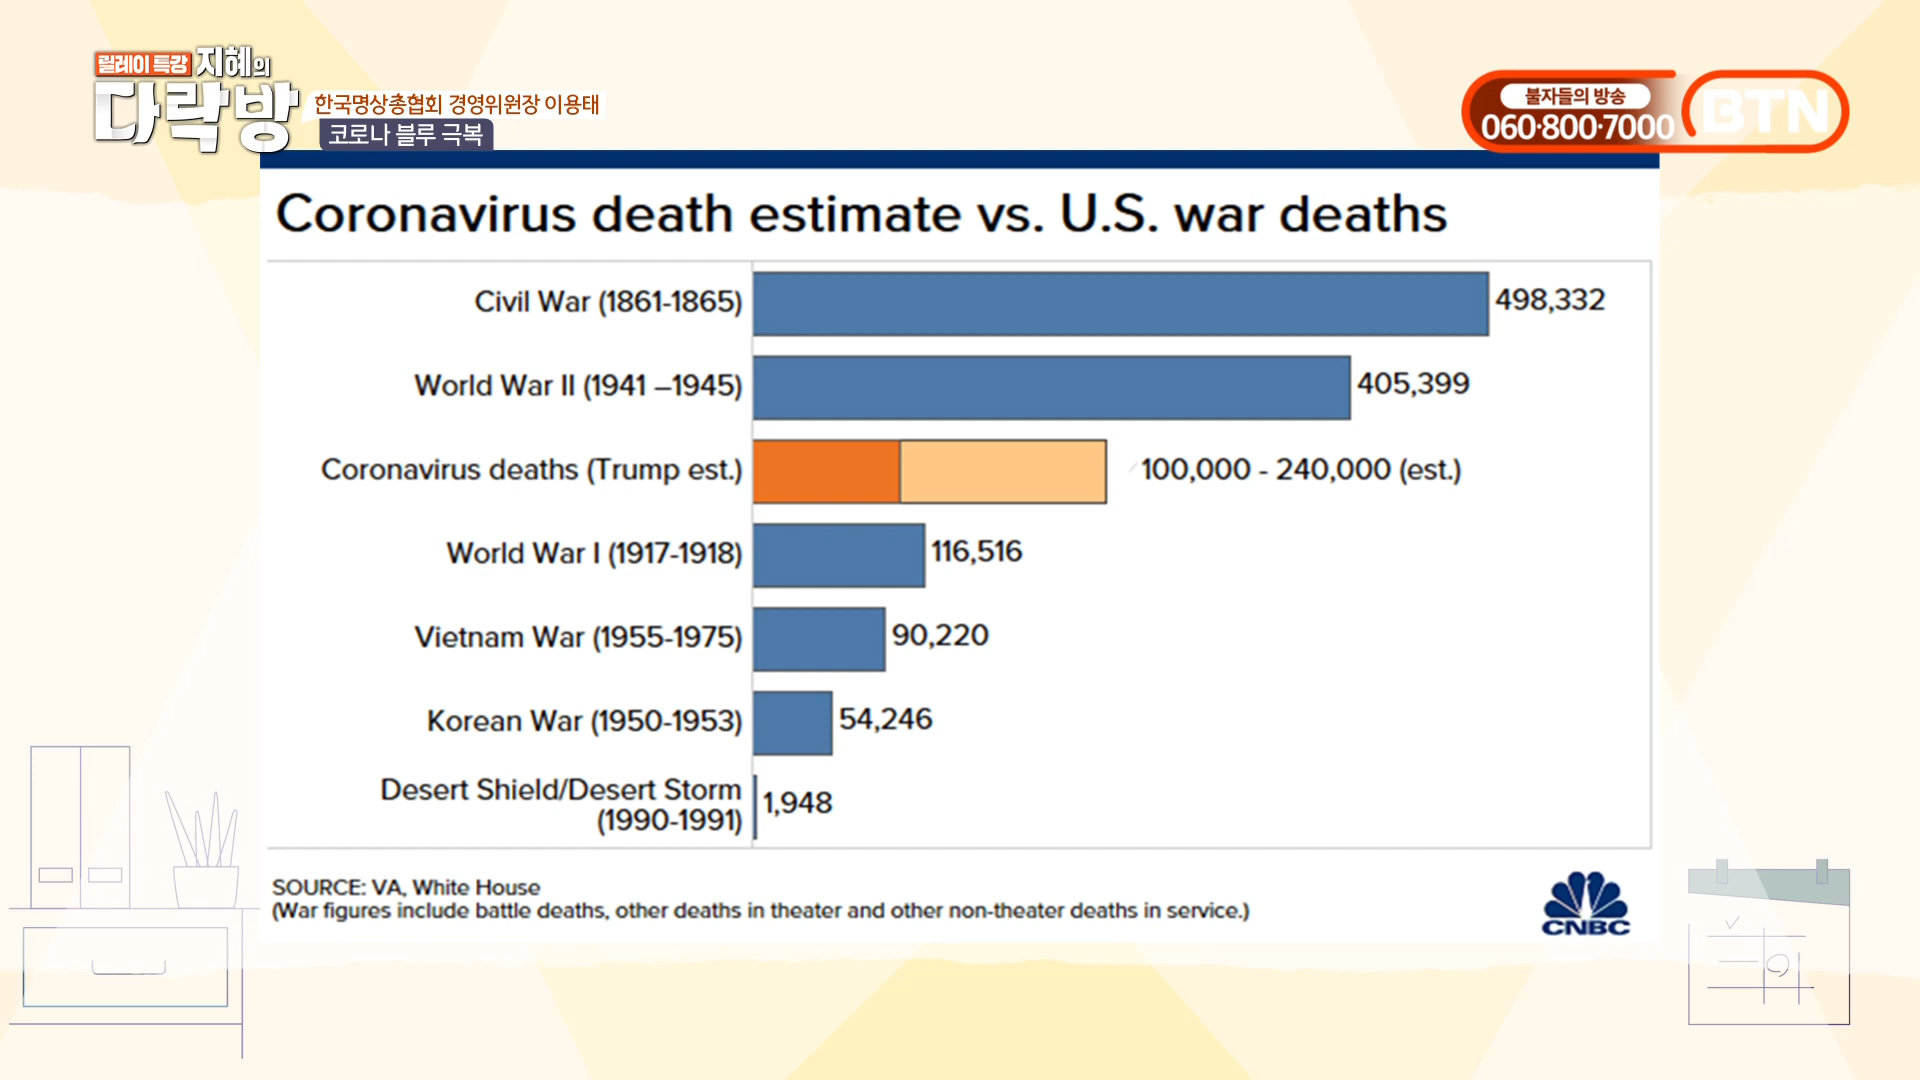 릴레이 특강 지혜의
다락방
한국명상총협회 경영위원장 이용태
코로나 블루 극복
불자들의 방송
060·800·7000
BTN
Coronavirus death estimate vs. U.S. war deaths
Civil War (1861-1865) 498,332
World War II (1941 –1945) 405,399
Coronavirus deaths (Trump est.) 100,000 - 240,000 (est.)
World War I (1917-1918) 116,516
Vietnam War (1955-1975) 90,220
Korean War (1950-1953) 54,246
Desert Shield/Desert Storm
(1990-1991) 1,948
SOURCE: VA, White House
(War figures include battle deaths, other deaths in theater and other non-theater deaths in service.)
CNBC